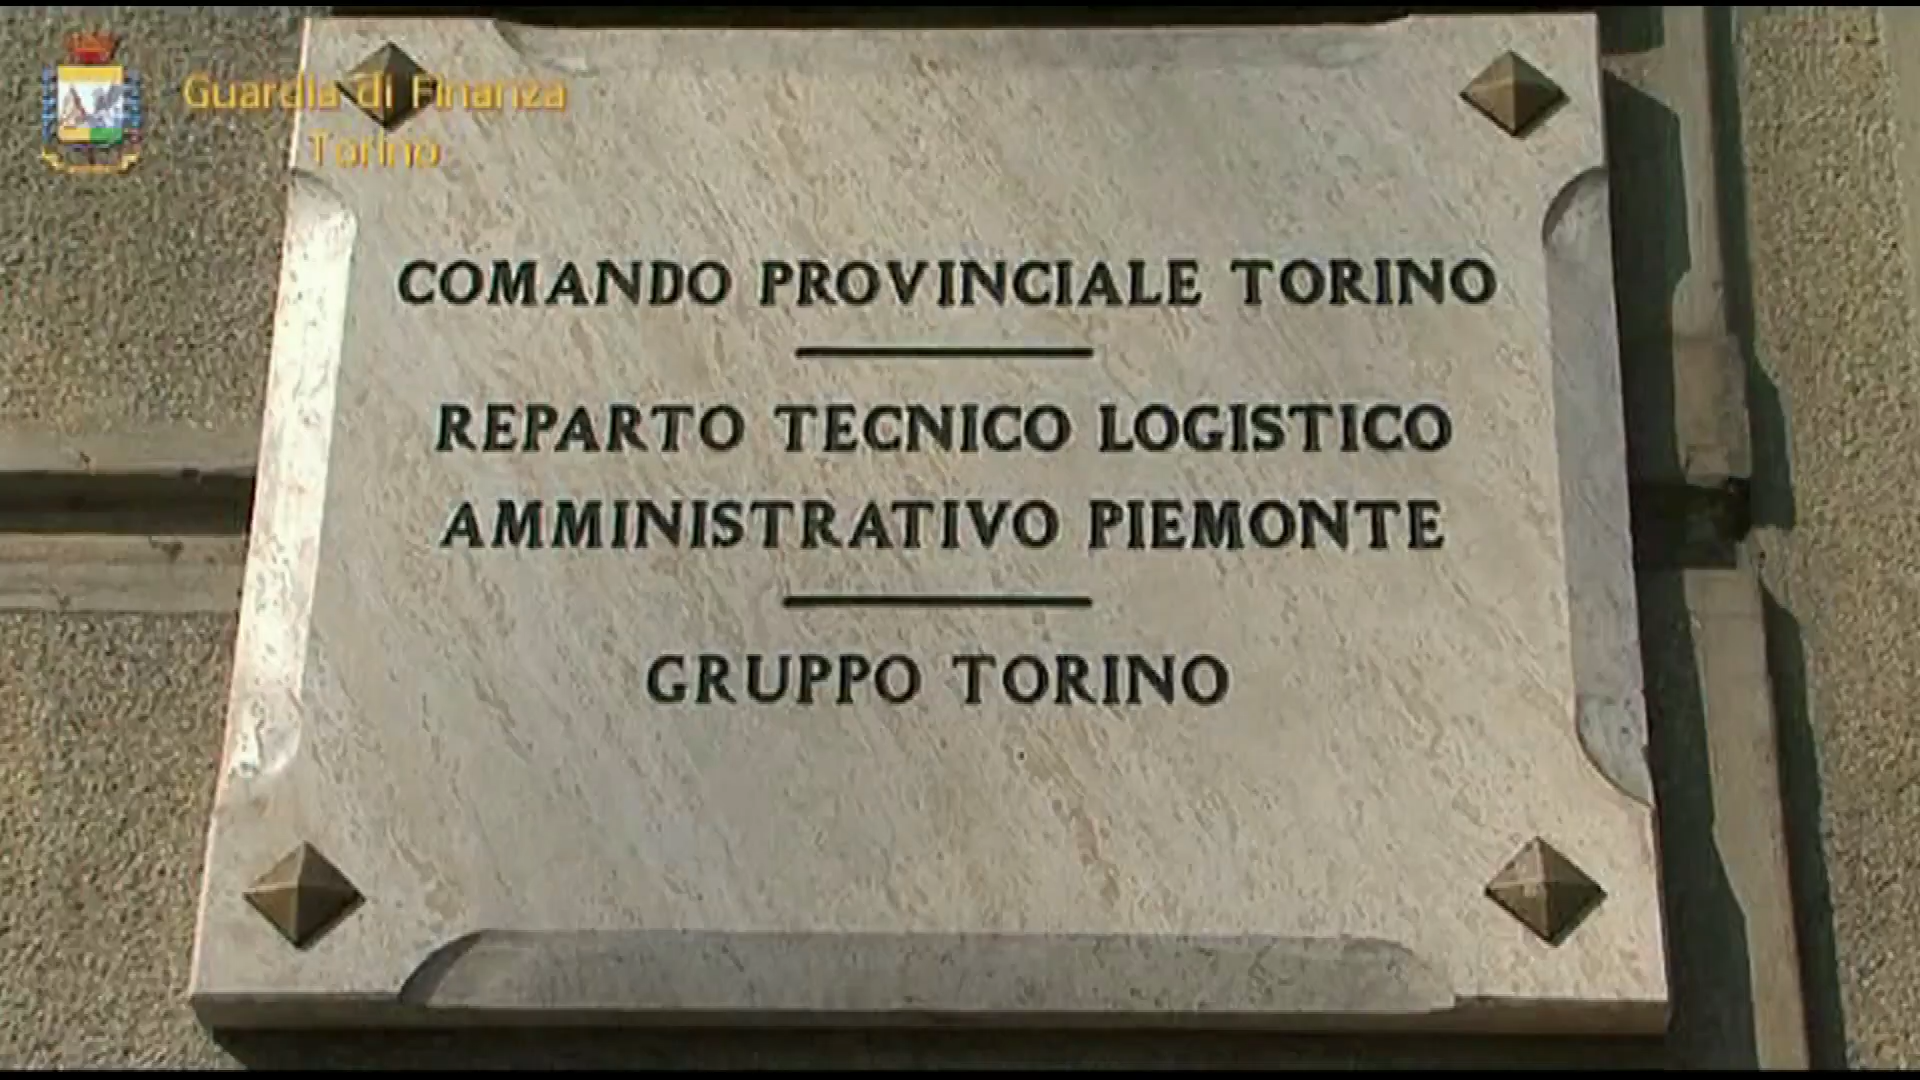 Guardia di Finanza
Torino
COMANDO PROVINCIALE TORINO
REPARTO TECNICO LOGISTICO
AMMINISTRATIVO PIEMONTE
GRUPPO TORINO